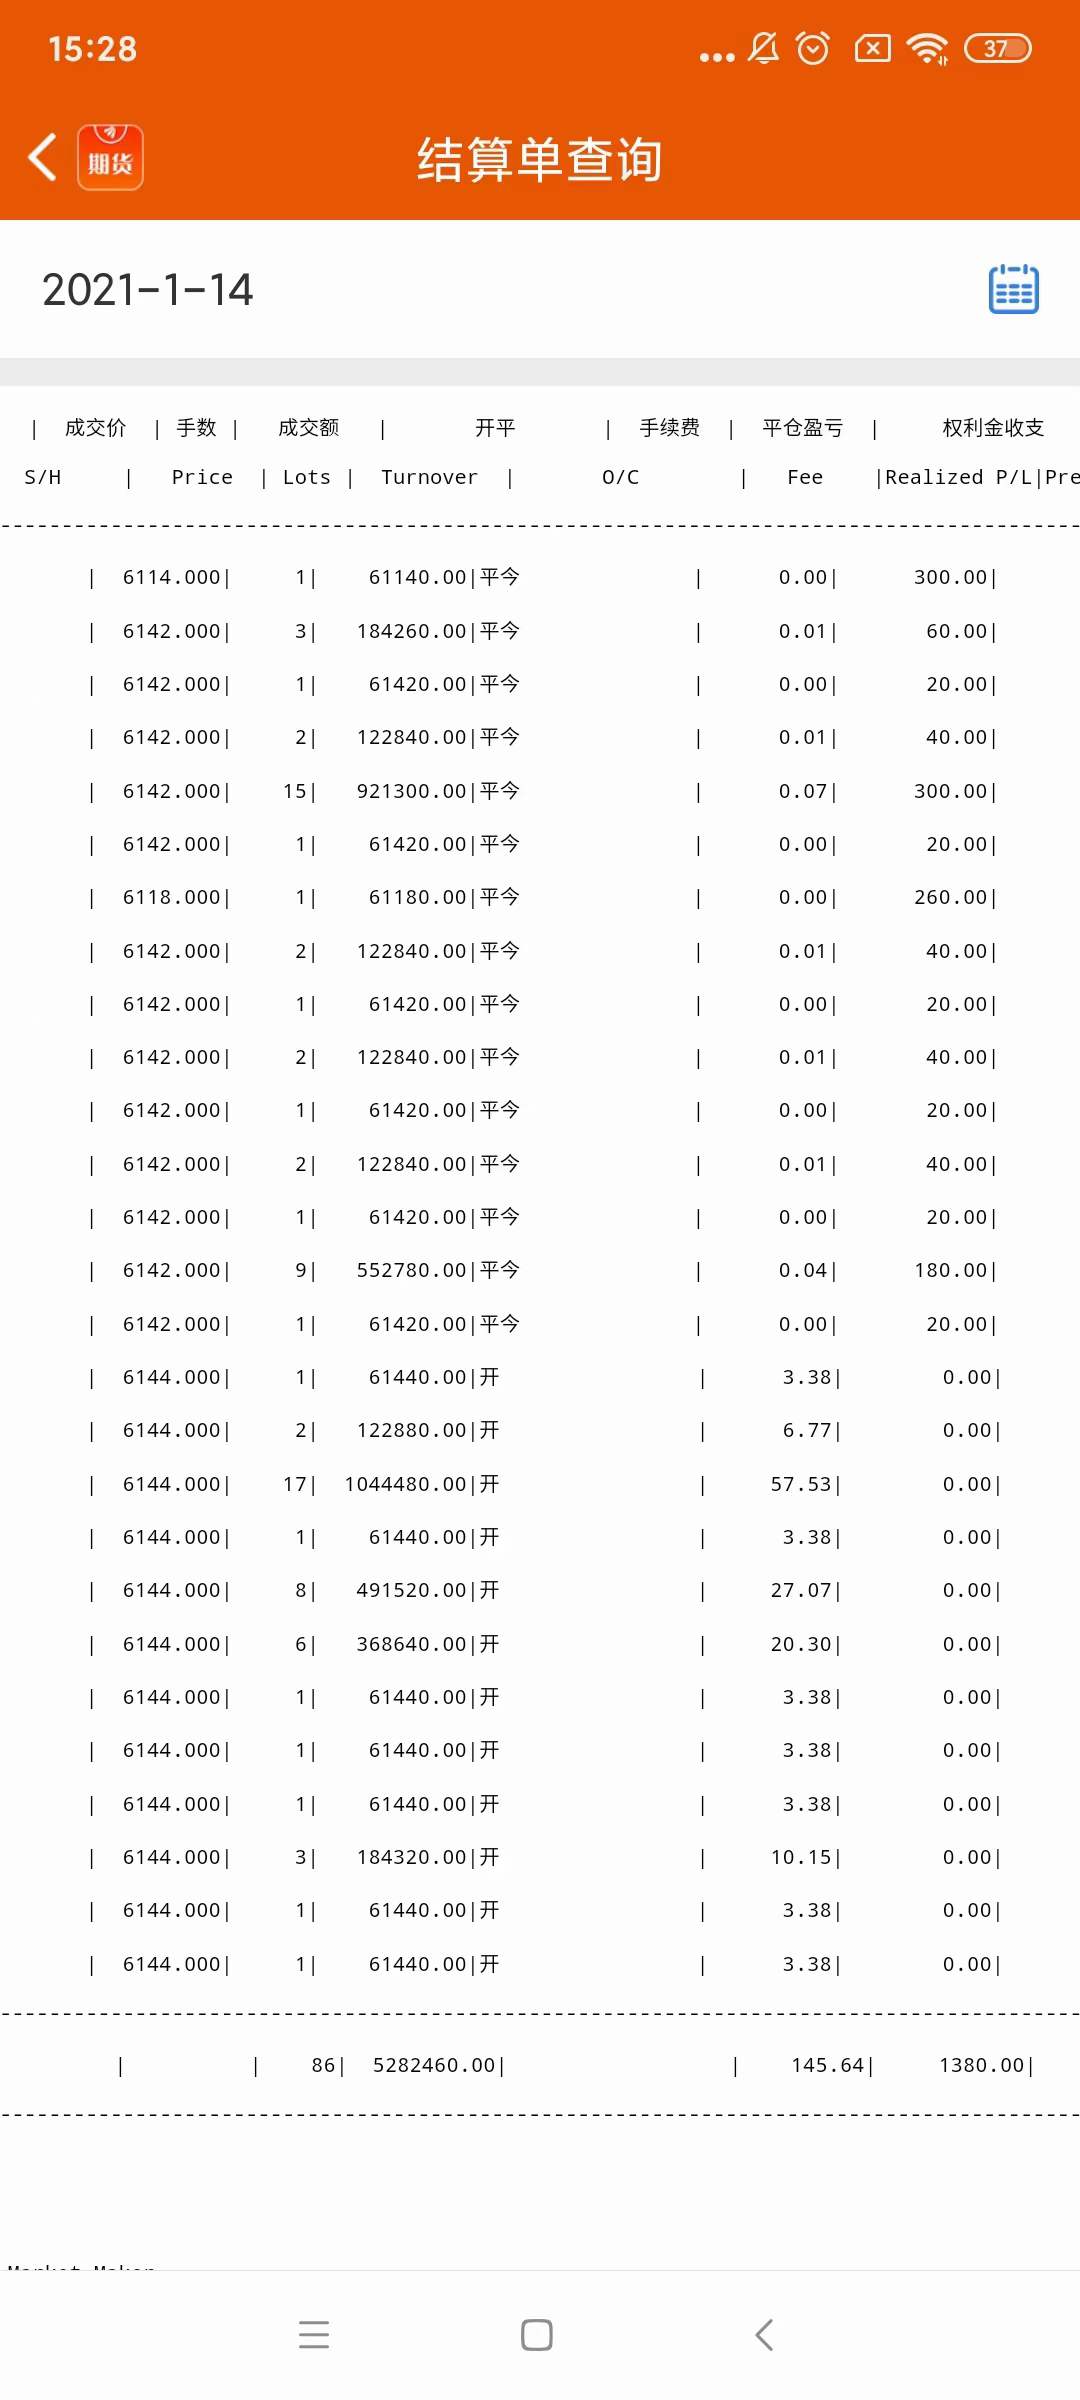 15:28
37
期货
结算单查询
2021-1-14
| 成交价 | 手数 | 成交额 | 开平 | 手续费 | 平仓盈亏 | 权利金收支
S/H | Price | Lots | Turnover | O/C | Fee |Realized P/L|Pre
--------------------------------------------------------------------------------
| 6114.000| 1| 61140.00|平今 | 0.00| 300.00|
| 6142.000| 3| 184260.00|平今 | 0.01| 60.00|
| 6142.000| 1| 61420.00|平今 | 0.00| 20.00|
| 6142.000| 2| 122840.00|平今 | 0.01| 40.00|
| 6142.000| 15| 921300.00|平今 | 0.07| 300.00|
| 6142.000| 1| 61420.00|平今 | 0.00| 20.00|
| 6118.000| 1| 61180.00|平今 | 0.00| 260.00|
| 6142.000| 2| 122840.00|平今 | 0.01| 40.00|
| 6142.000| 1| 61420.00|平今 | 0.00| 20.00|
| 6142.000| 2| 122840.00|平今 | 0.01| 40.00|
| 6142.000| 1| 61420.00|平今 | 0.00| 20.00|
| 6142.000| 2| 122840.00|平今 | 0.01| 40.00|
| 6142.000| 1| 61420.00|平今 | 0.00| 20.00|
| 6142.000| 9| 552780.00|平今 | 0.04| 180.00|
| 6142.000| 1| 61420.00|平今 | 0.00| 20.00|
| 6144.000| 1| 61440.00|开 | 3.38| 0.00|
| 6144.000| 2| 122880.00|开 | 6.77| 0.00|
| 6144.000| 17| 1044480.00|开 | 57.53| 0.00|
| 6144.000| 1| 61440.00|开 | 3.38| 0.00|
| 6144.000| 8| 491520.00|开 | 27.07| 0.00|
| 6144.000| 6| 368640.00|开 | 20.30| 0.00|
| 6144.000| 1| 61440.00|开 | 3.38| 0.00|
| 6144.000| 1| 61440.00|开 | 3.38| 0.00|
| 6144.000| 1| 61440.00|开 | 3.38| 0.00|
| 6144.000| 3| 184320.00|开 | 10.15| 0.00|
| 6144.000| 1| 61440.00|开 | 3.38| 0.00|
| 6144.000| 1| 61440.00|开 | 3.38| 0.00|
--------------------------------------------------------------------------------
| | 86| 5282460.00| | 145.64| 1380.00|
--------------------------------------------------------------------------------